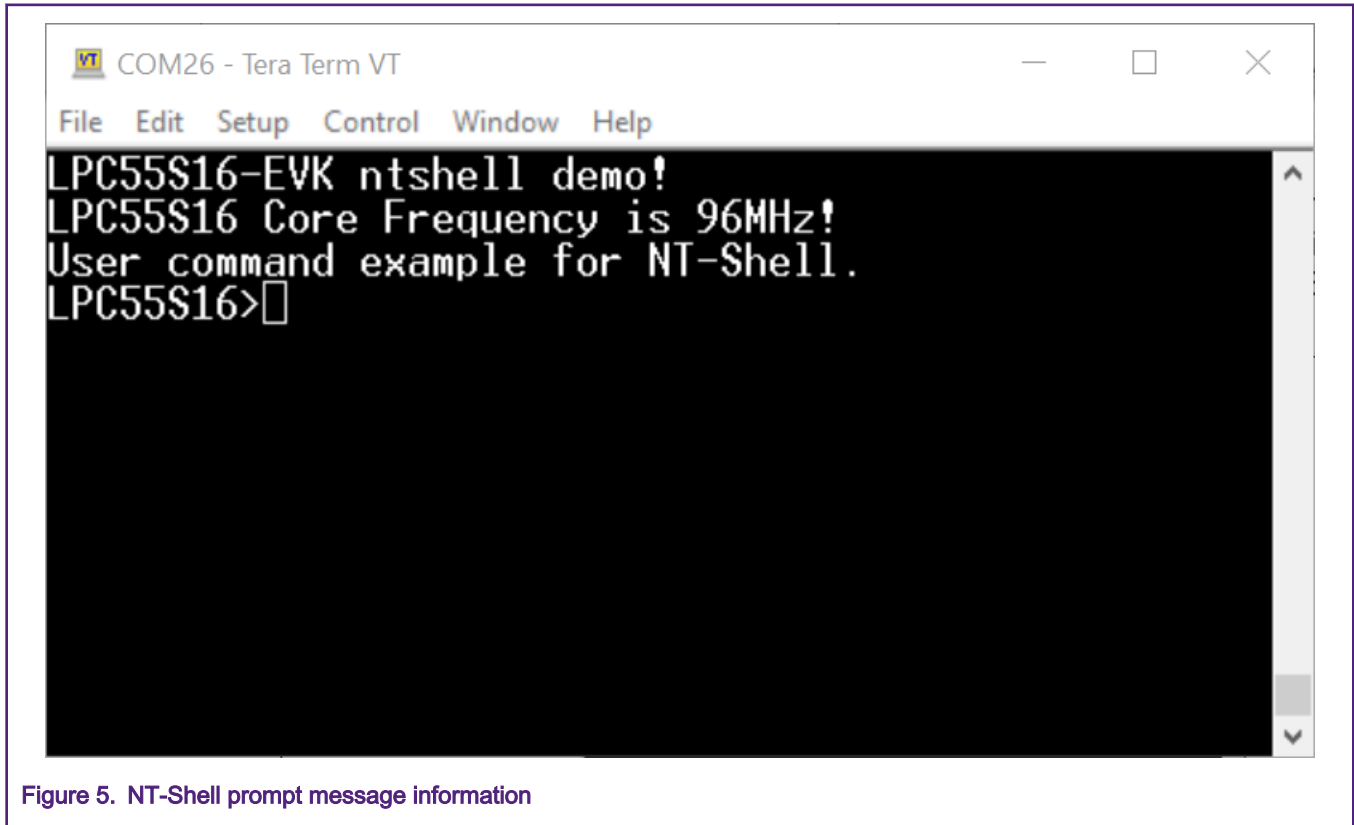 VT COM26 - Tera Term VT
File Edit Setup Control Window Help
LPC55S16-EVK ntshell demo!
LPC55S16 Core Frequency is 96MHz!
User command example for NT-Shell.
LPC55S16>
Figure 5. NT-Shell prompt message information